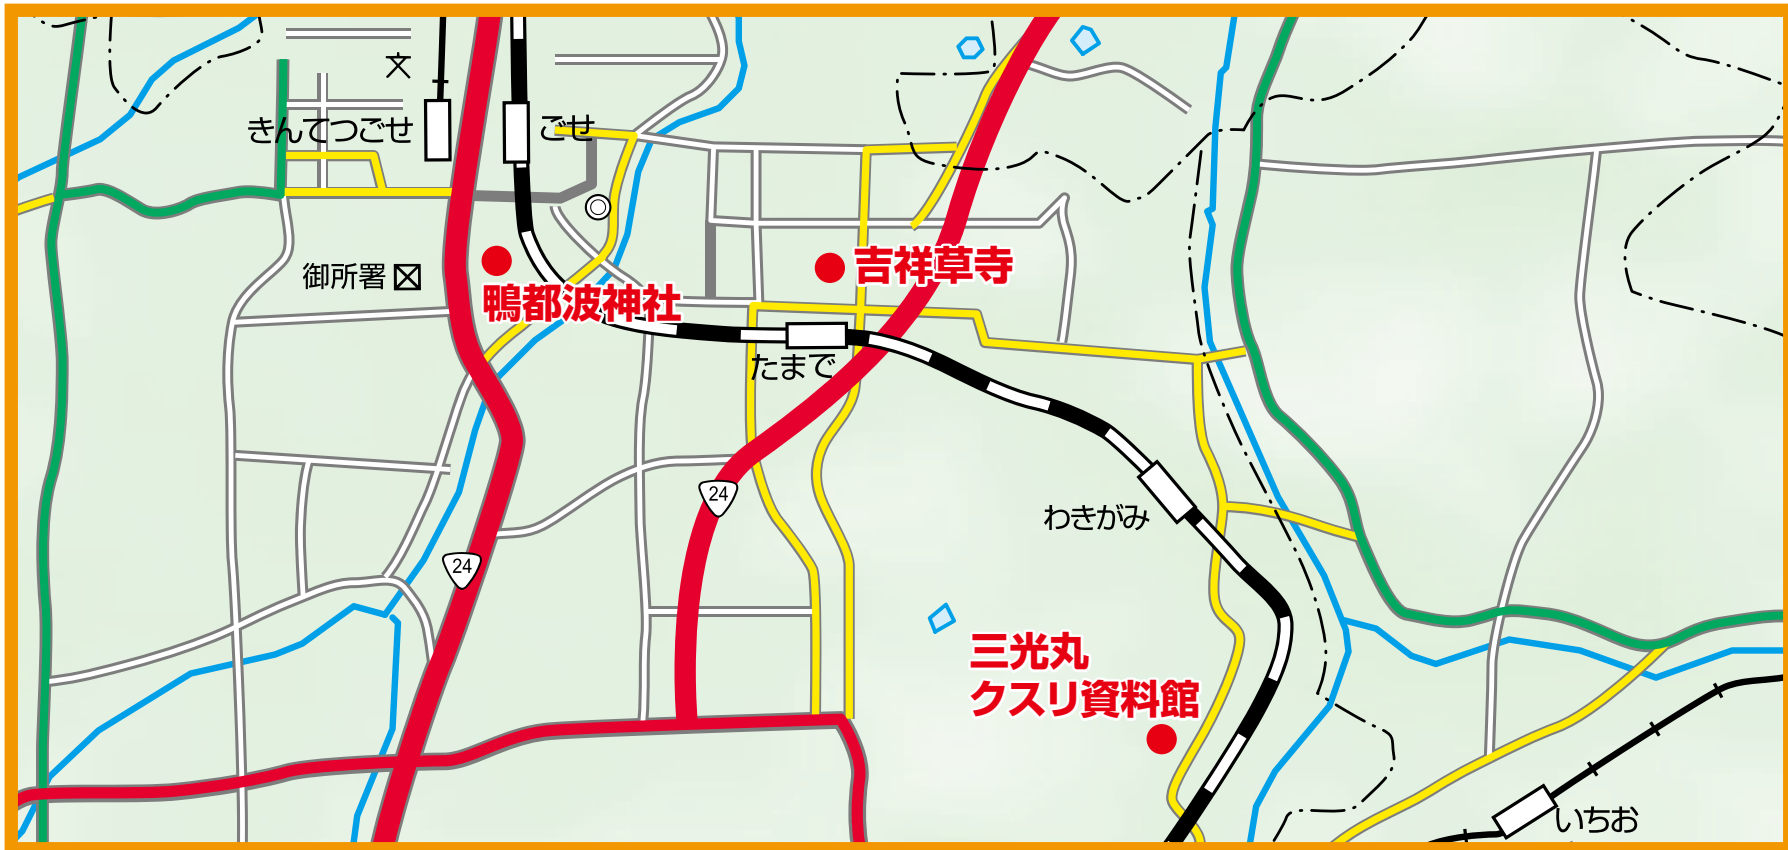 文
きんてつごせ
ごせ
御所署
鴨都波神社
吉祥草寺
たまで
24
24
わきがみ
三光丸
クスリ資料館
いちお